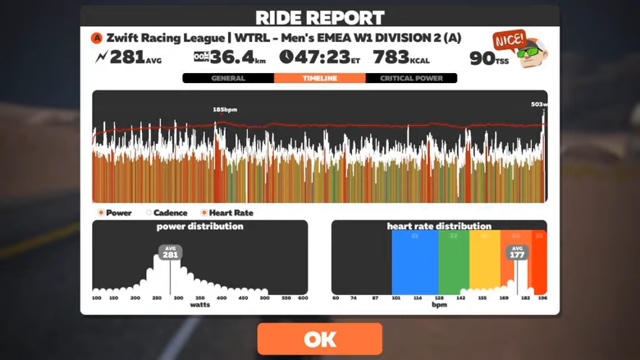 RIDE REPORT
A Zwift Racing League | WTRL - Men's EMEA W1 DIVISION 2 (A)
NICE!
281AVG 36.4km 47:23ET 783KCAL 90TSS
GENERAL TIMELINE CRITICAL POWER
185bpm
503w
Power Cadence Heart Rate
power distribution
heart rate distribution
AVG
281
AVG
177
100 150 200 250 300 350 400 450 500 550 600
watts
60 74 87 101 114 128 142 155 169 182 196
bpm
OK